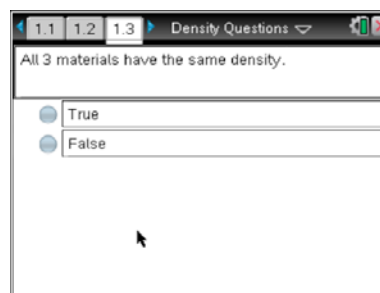 1.1 1.2 1.3 Density Questions
All 3 materials have the same density.
True
False